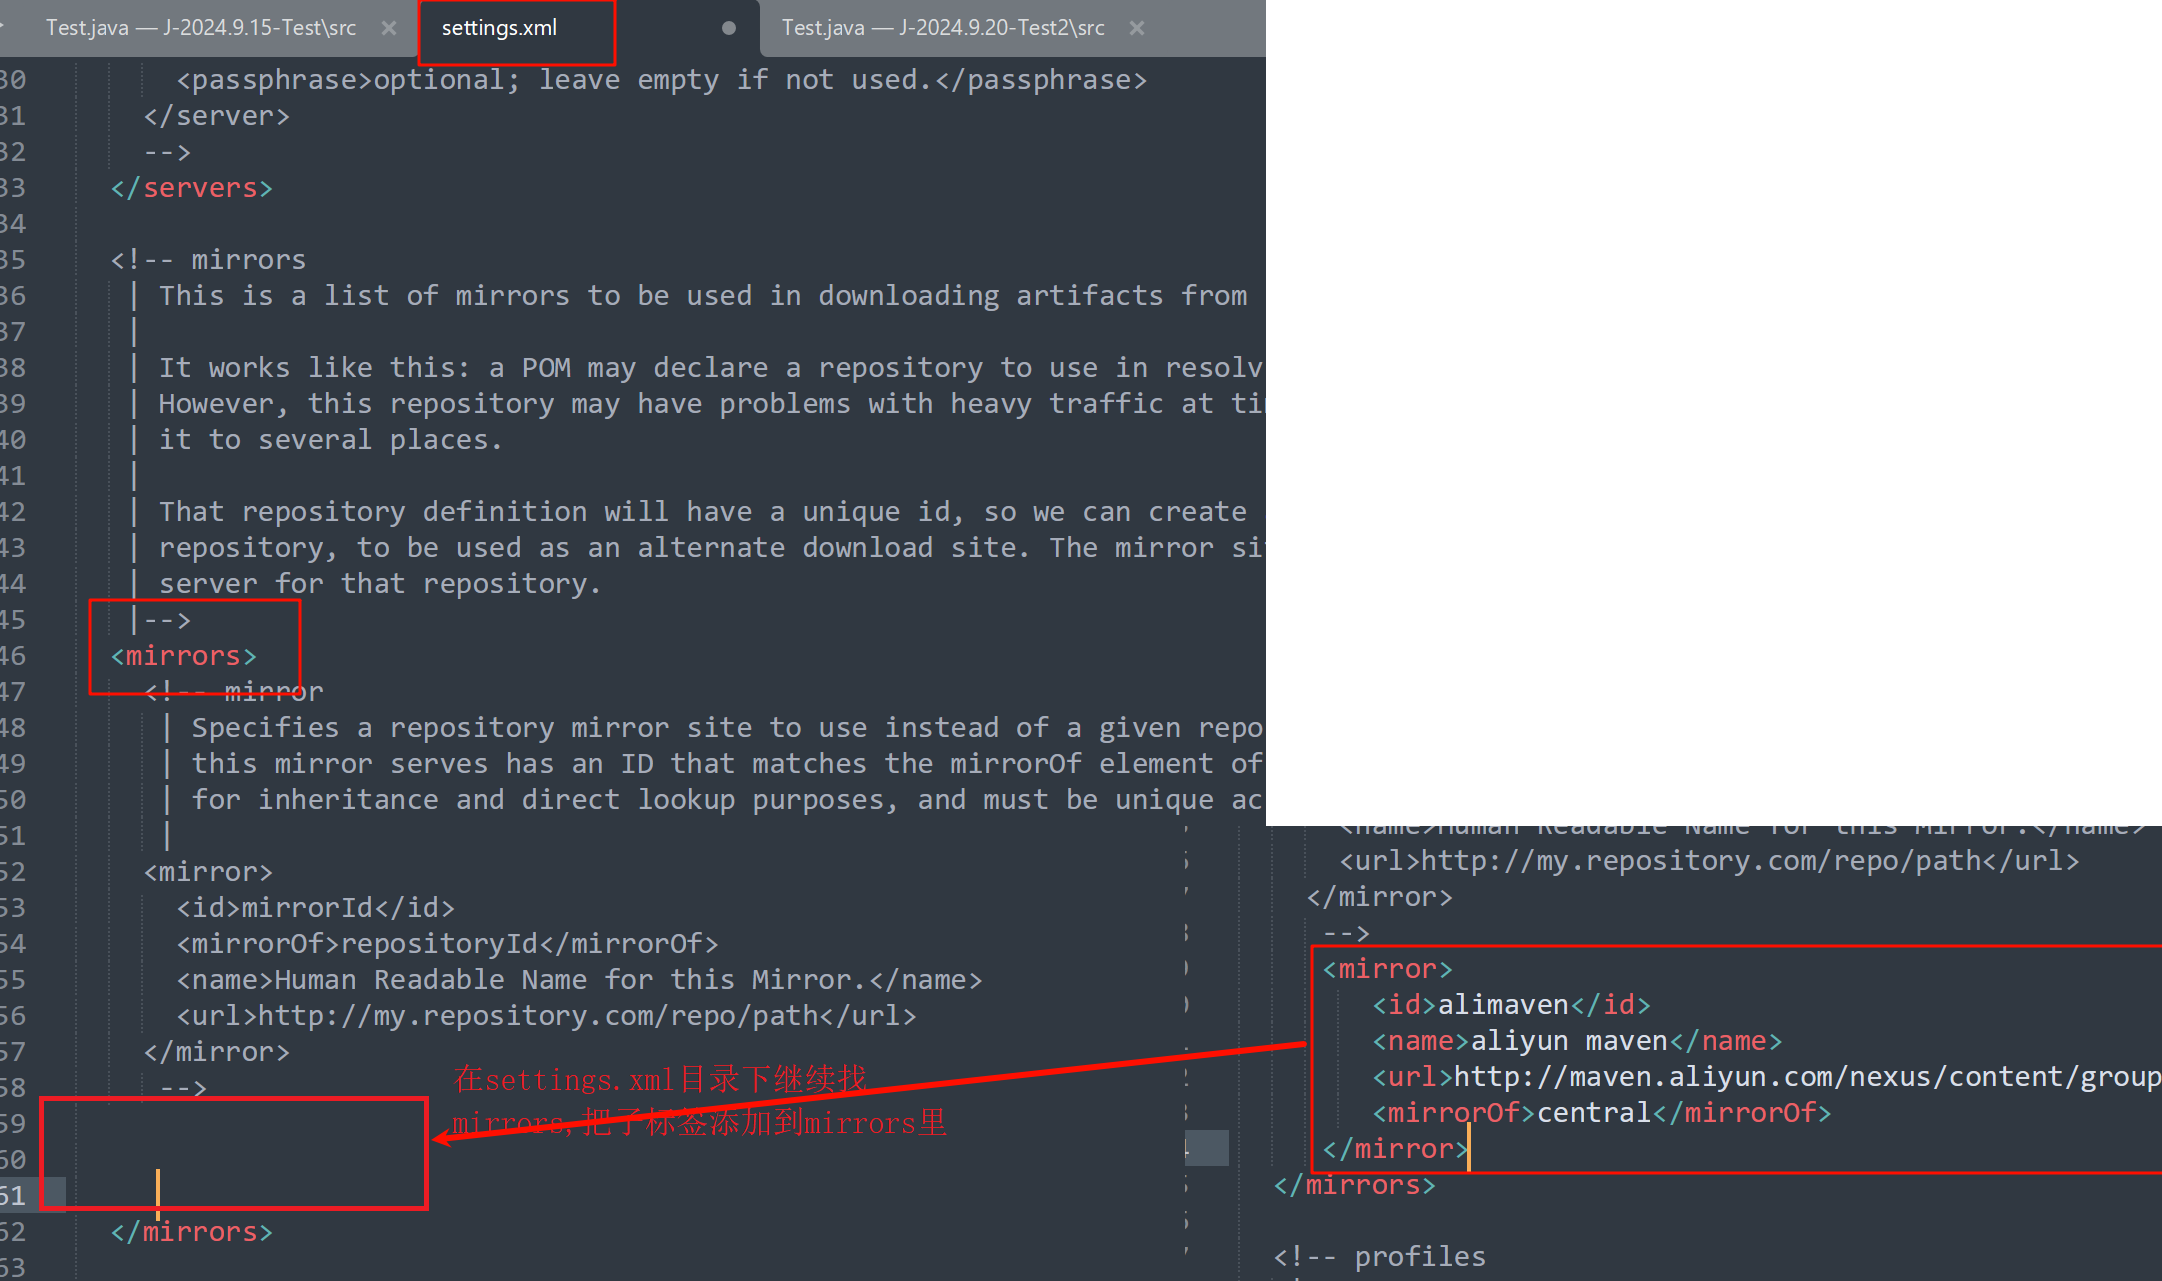 Test.java — J-2024.9.15-Test\src
settings.xml
Test.java — J-2024.9.20-Test2\src
30 <passphrase>optional; leave empty if not used.</passphrase>
31 </server>
32 -->
33 </servers>
34
35 <!-- mirrors
36 | This is a list of mirrors to be used in downloading artifacts from
37 |
38 | It works like this: a POM may declare a repository to use in resolv
39 | However, this repository may have problems with heavy traffic at ti
40 | it to several places.
41 |
42 | That repository definition will have a unique id, so we can create
43 | repository, to be used as an alternate download site. The mirror si
44 | server for that repository.
45 |-->
46 <mirrors>
47 <!-- mirror
48 | Specifies a repository mirror site to use instead of a given repo
49 | this mirror serves has an ID that matches the mirrorOf element of
50 | for inheritance and direct lookup purposes, and must be unique ac
51 |
52 <mirror>
53 <id>mirrorId</id>
54 <mirrorOf>repositoryId</mirrorOf>
55 <name>Human Readable Name for this Mirror.</name>
56 <url>http://my.repository.com/repo/path</url>
57 </mirror>
58 -->
59
60
61
62 </mirrors>
63
在settings.xml目录下继续找
mirrors,把子标签添加到mirrors里
<name>Human Readable Name for this Mirror.</name>
<url>http://my.repository.com/repo/path</url>
</mirror>
-->
<mirror>
<id>alimaven</id>
<name>aliyun maven</name>
<url>http://maven.aliyun.com/nexus/content/group
<mirrorOf>central</mirrorOf>
</mirror>
</mirrors>
<!-- profiles